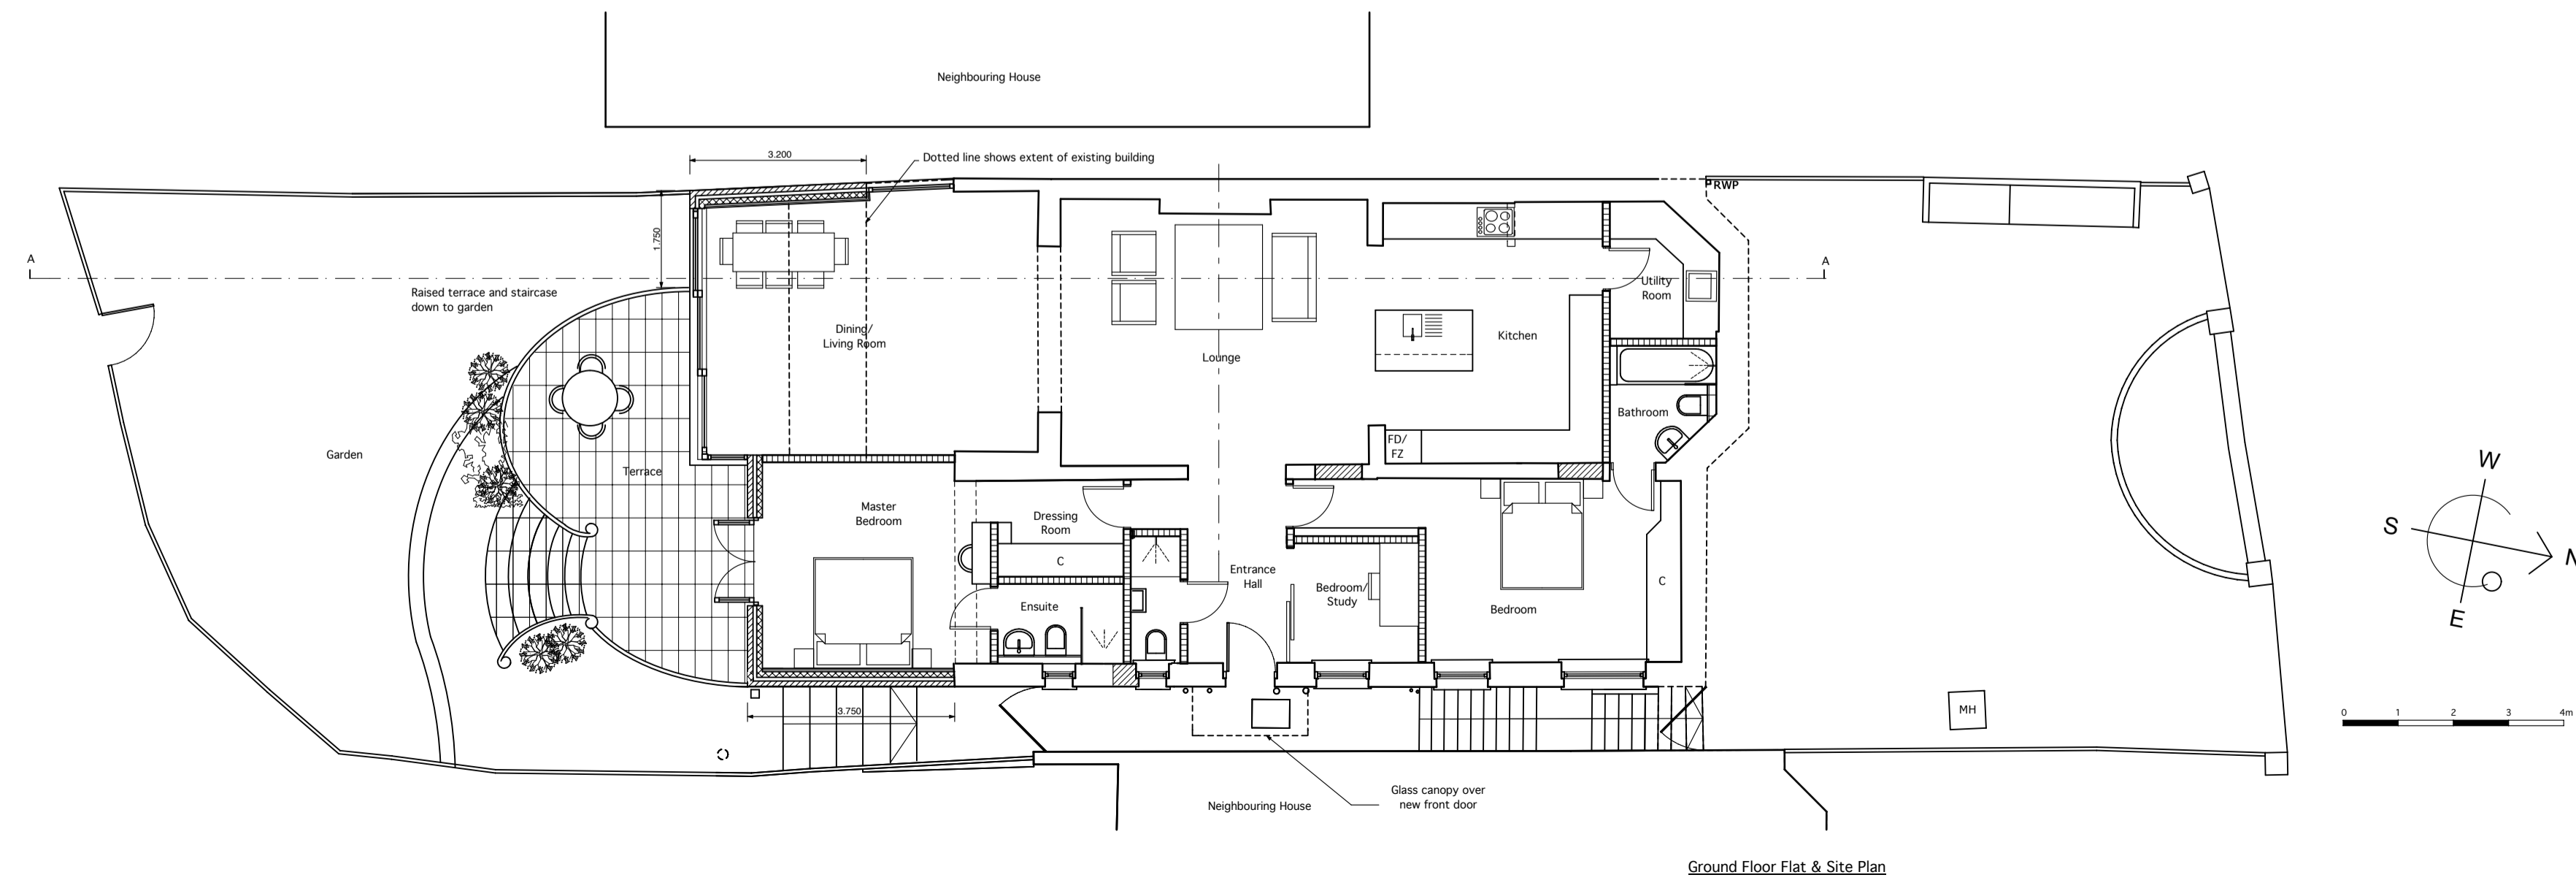 Neighbouring House
3.200
Dotted line shows extent of existing building
RWP
1.750
A
A
Raised terrace and staircase
down to garden
Utility
Room
Dining/
Living Room
Kitchen
Lounge
Bathroom
FD/
FZ
Garden
Terrace
Master
Bedroom
Dressing
Room
C
Entrance
Hall
Ensuite
Bedroom/
Study
Bedroom
C
W
S
N
E
MH
3.750
0 1 2 3 4m
Glass canopy over
new front door
Neighbouring House
Ground Floor Flat & Site Plan